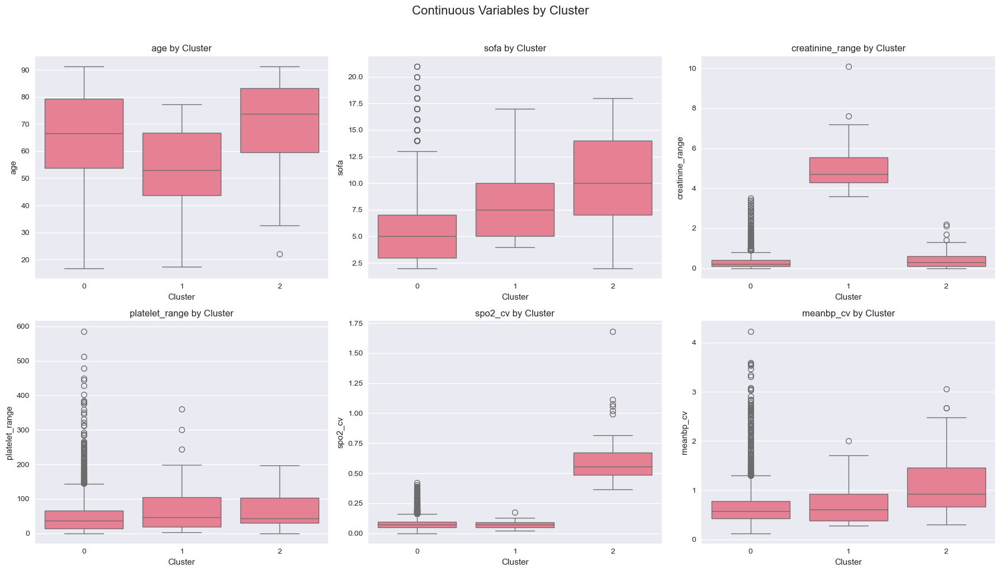 Continuous Variables by Cluster
age by Cluster
age
90
80
70
60
50
40
30
20
0 1 2
Cluster
sofa by Cluster
sofa
20.0
17.5
15.0
12.5
10.0
7.5
5.0
2.5
0 1 2
Cluster
creatinine_range by Cluster
creatinine_range
10
8
6
4
2
0
0 1 2
Cluster
platelet_range by Cluster
platelet_range
600
500
400
300
200
100
0
0 1 2
Cluster
spo2_cv by Cluster
spo2_cv
1.75
1.50
1.25
1.00
0.75
0.50
0.25
0.00
0 1 2
Cluster
meanbp_cv by Cluster
meanbp_cv
4
3
2
1
0
0 1 2
Cluster